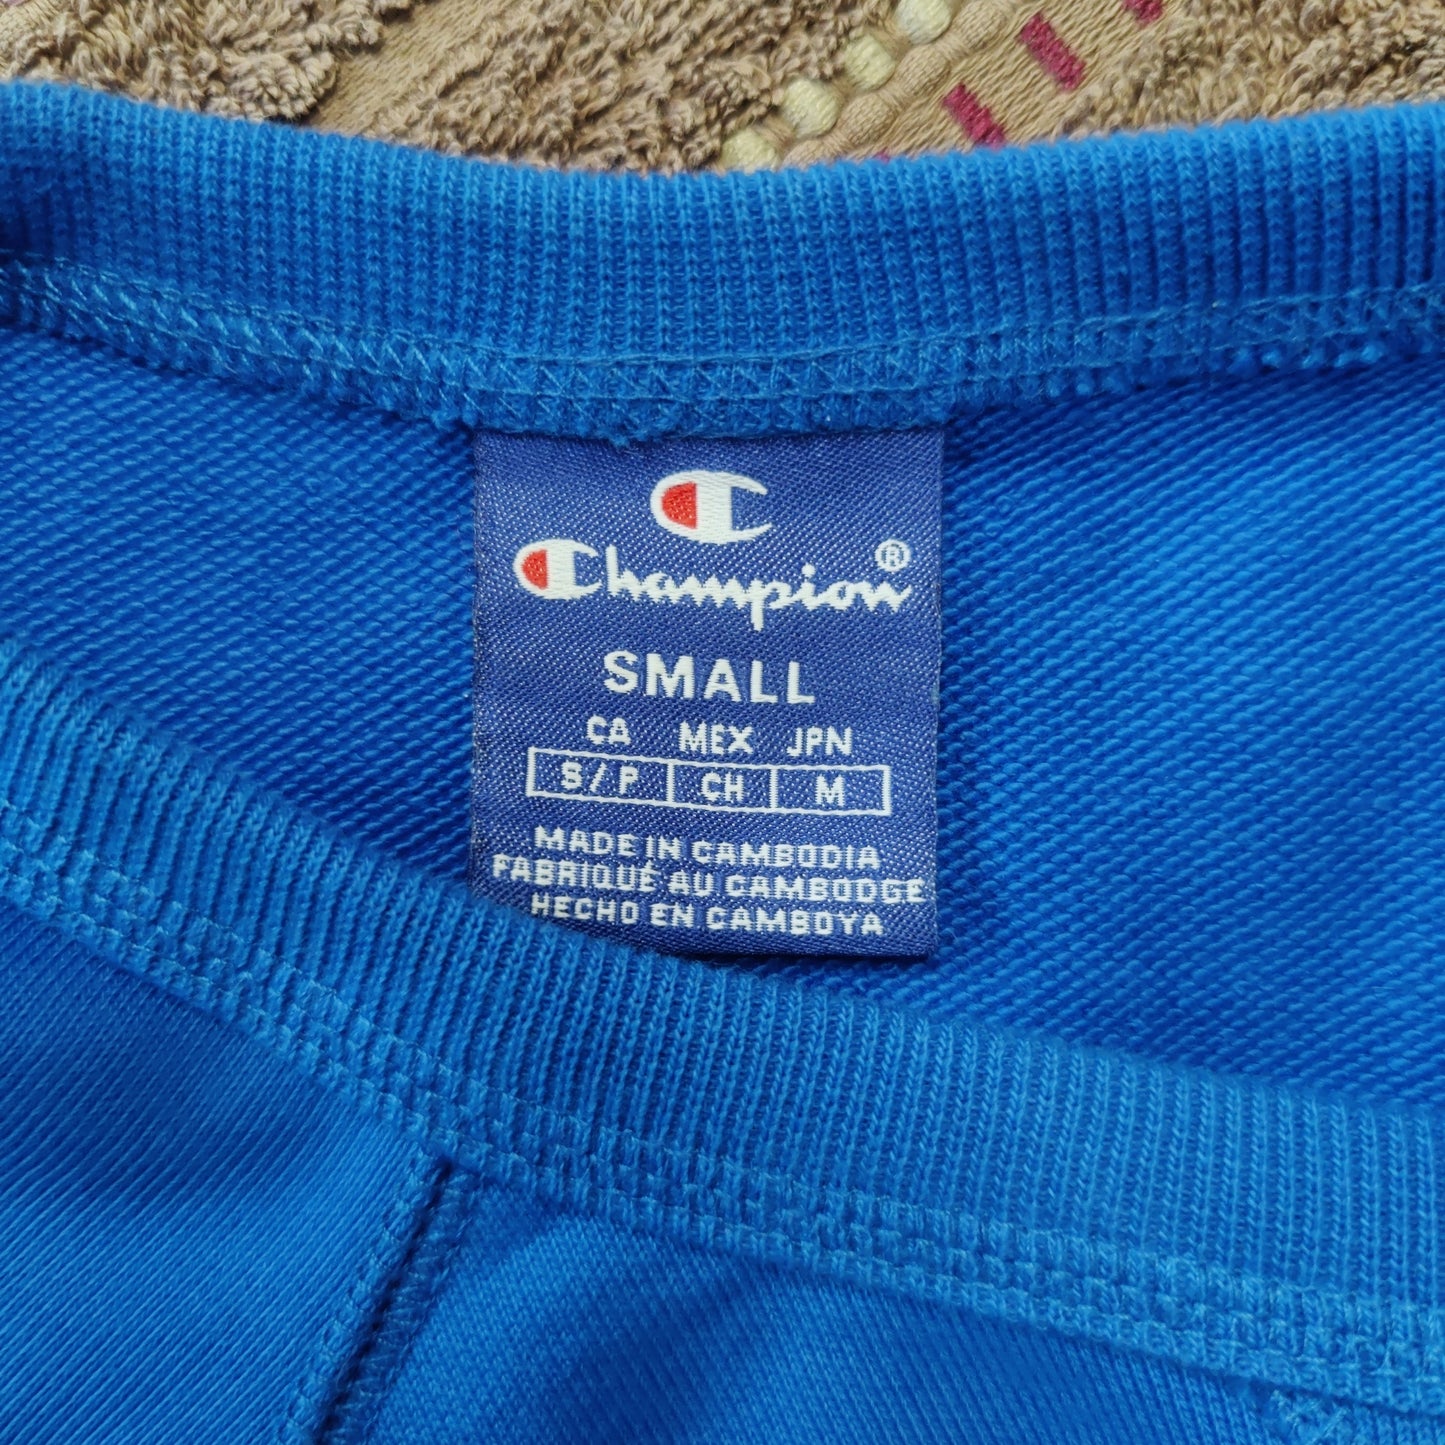 Champion®
SMALL
CA MEX JPN
S/P CH M
MADE IN CAMBODIA
FABRIQUÉ AU CAMBODGE
HECHO EN CAMBOYA